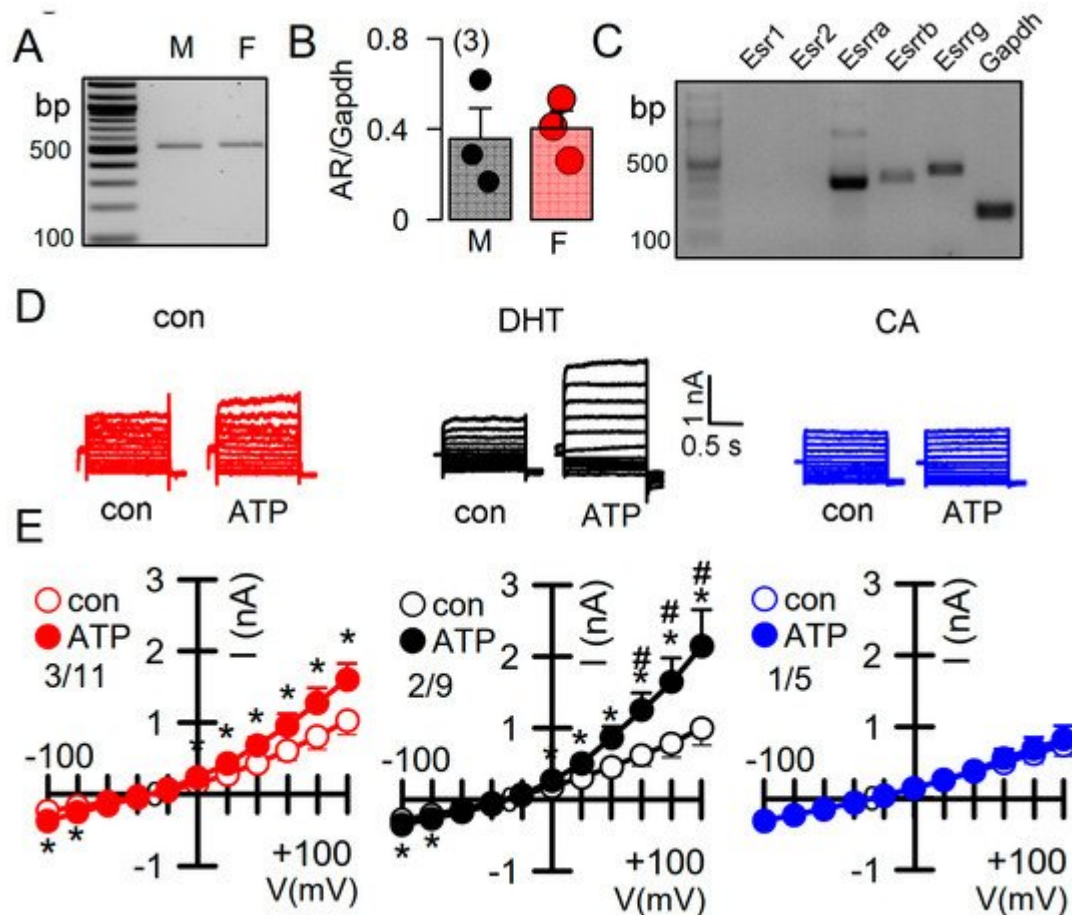 A
M F
bp
500
100
B
(3)
0.8
0.4
0
AR/Gapdh
M F
C
Esr1 Esr2 Esrra Esrrb Esrrg Gapdh
bp
500
100
D
con DHT CA
1 nA
0.5 s
con ATP con ATP con ATP
E
con
ATP
3/11
3
2
1
-1
I (nA)
-100
+100
V(mV)
* * * * * * * *
con
ATP
2/9
3
2
1
-1
I (nA)
-100
+100
V(mV)
# # #
* * * * * * * *
con
ATP
1/5
3
2
1
-1
I (nA)
-100
+100
V(mV)